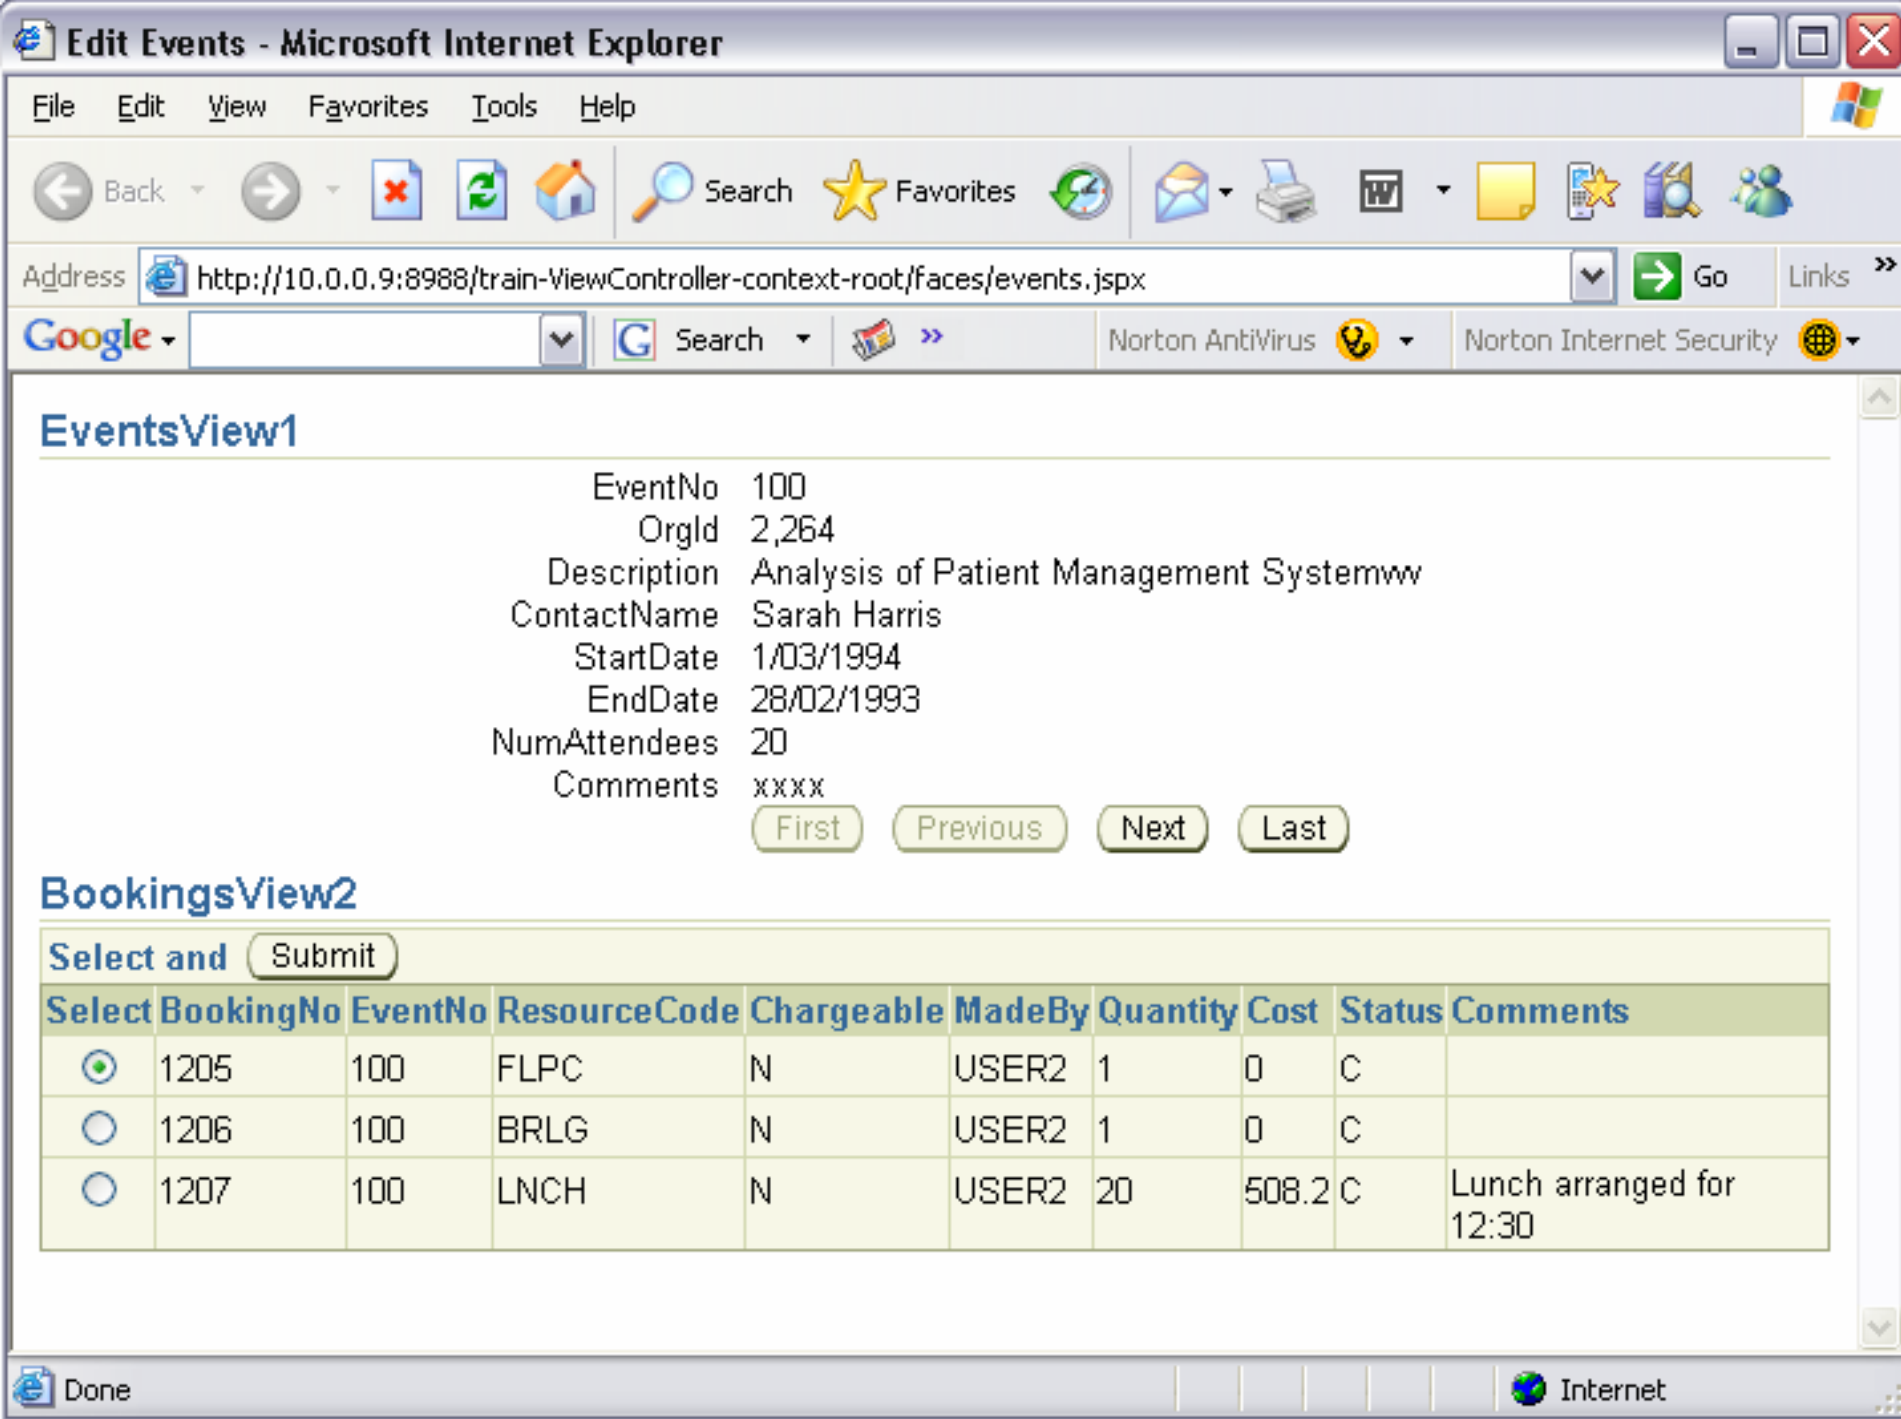 Edit Events - Microsoft Internet Explorer
File Edit View Favorites Tools Help
Back Search Favorites W
Address http://10.0.0.9:8988/train-ViewController-context-root/faces/events.jspx Go Links »
Google G Search » Norton AntiVirus Norton Internet Security
EventsView1
EventNo 100
OrgId 2,264
Description Analysis of Patient Management Systemvw
ContactName Sarah Harris
StartDate 1/03/1994
EndDate 28/02/1993
NumAttendees 20
Comments xxxx
First Previous Next Last
BookingsView2
Select and Submit
Select BookingNo EventNo ResourceCode Chargeable MadeBy Quantity Cost Status Comments
1205 100 FLPC N USER2 1 0 C
1206 100 BRLG N USER2 1 0 C
1207 100 LNCH N USER2 20 508.2 C Lunch arranged for
12:30
Done Internet